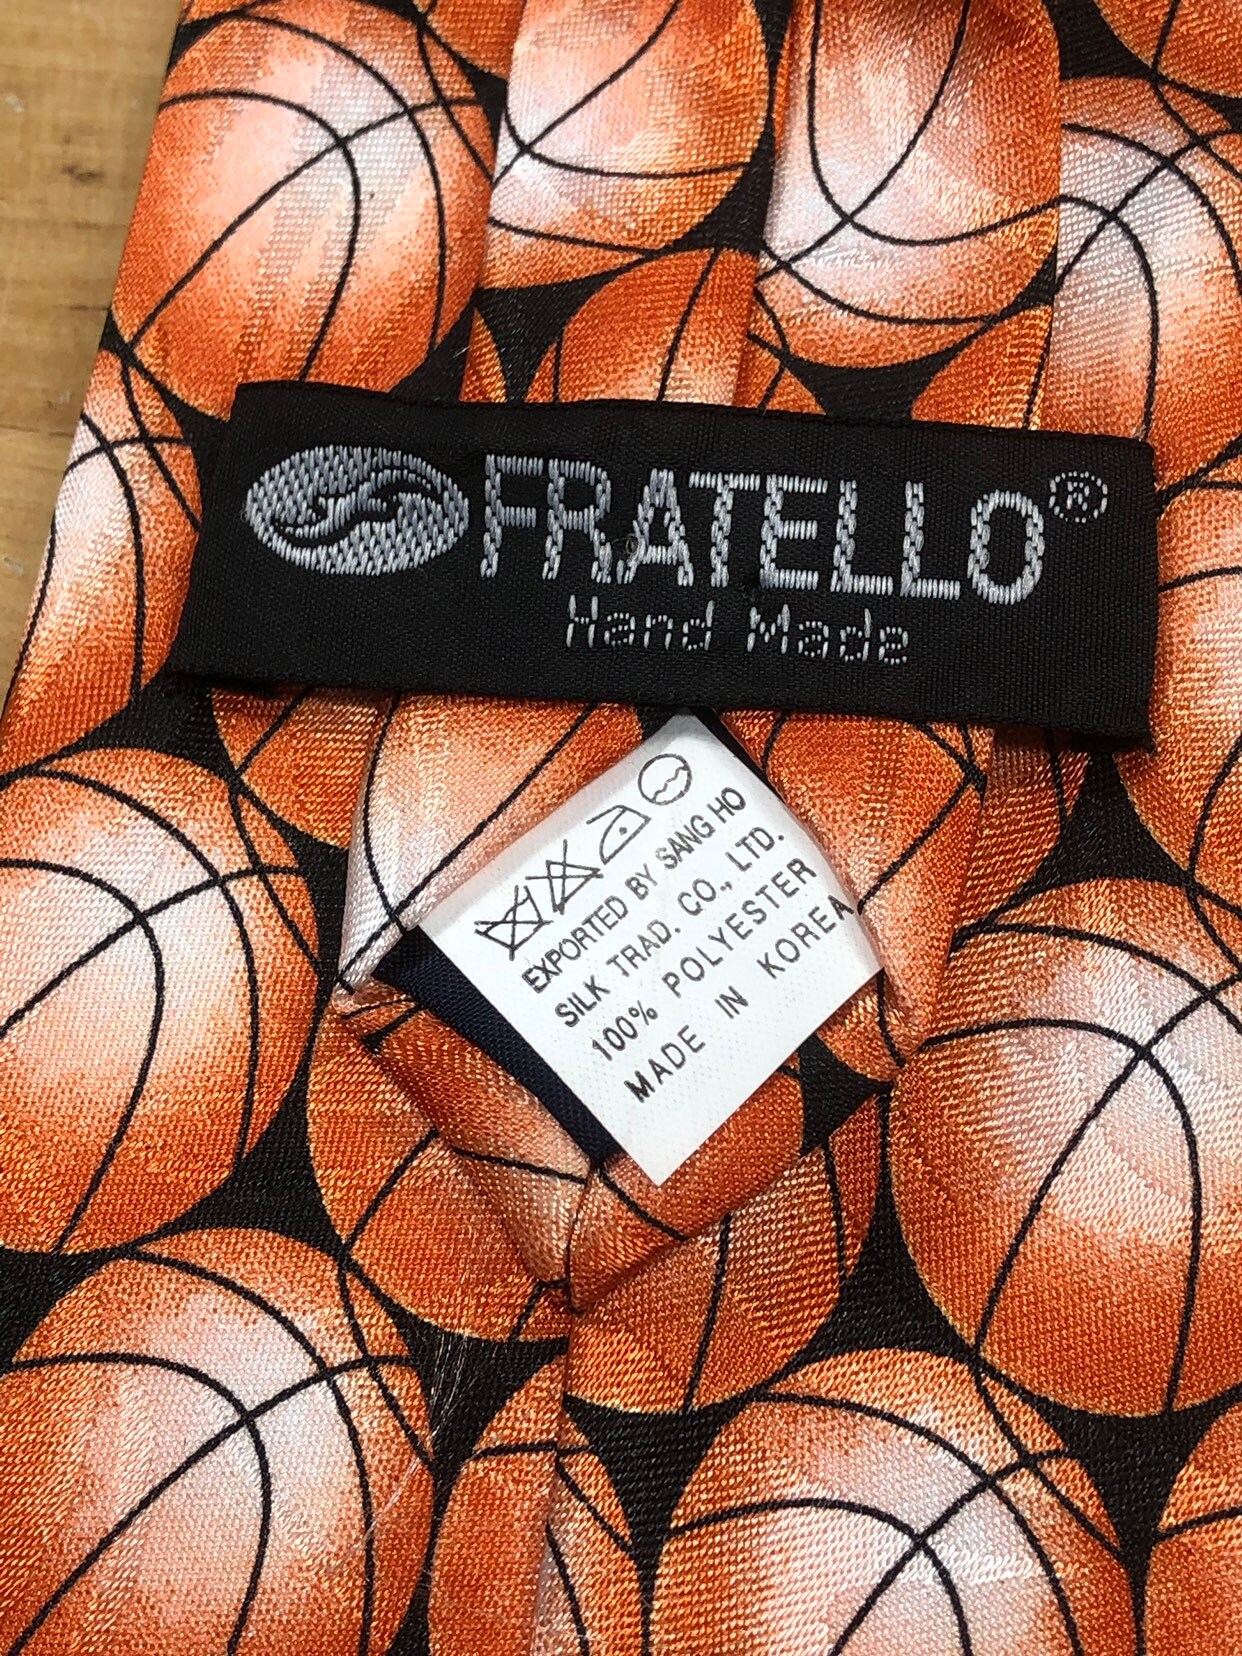 FRATELLO®
Hand Made
EXPORTED BY SANG HO
SILK TRAD. CO., LTD.
100% POLYESTER
MADE IN KOREA